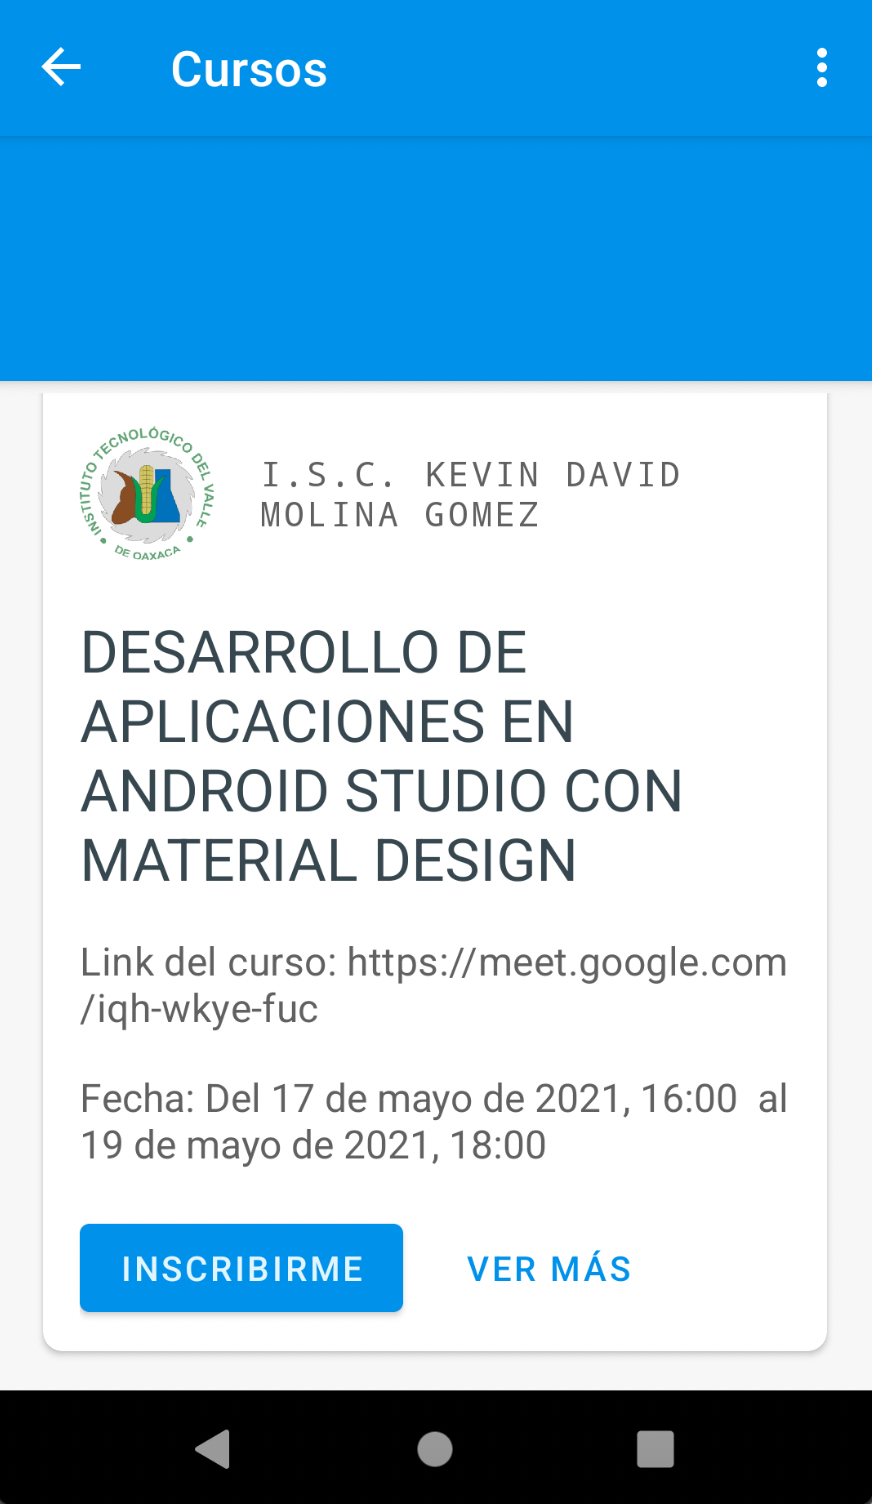 Cursos
INSTITUTO TECNOLÓGICO DEL VALLE
DE OAXACA
I.S.C. KEVIN DAVID
MOLINA GOMEZ
DESARROLLO DE
APLICACIONES EN
ANDROID STUDIO CON
MATERIAL DESIGN
Link del curso: https://meet.google.com
/iqh-wkye-fuc
Fecha: Del 17 de mayo de 2021, 16:00  al
19 de mayo de 2021, 18:00
INSCRIBIRME
VER MÁS